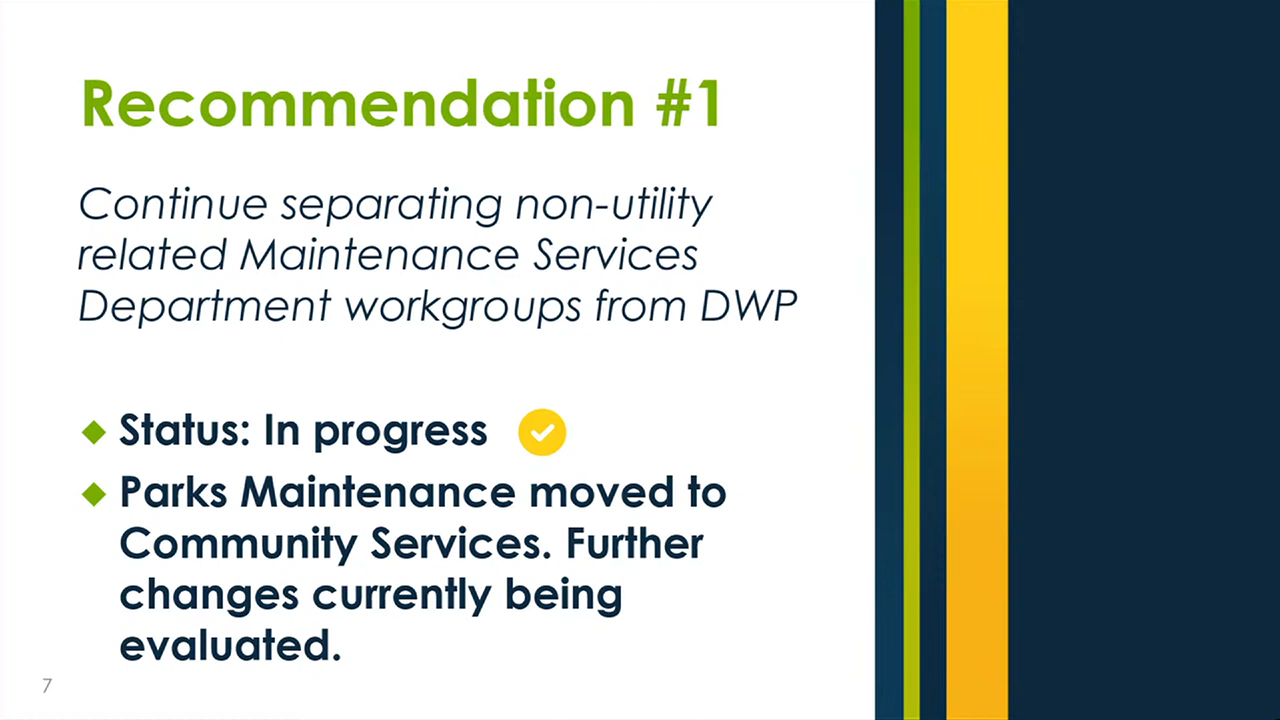 Recommendation #1
Continue separating non-utility
related Maintenance Services
Department workgroups from DWP
Status: In progress
Parks Maintenance moved to
Community Services. Further
changes currently being
evaluated.
7